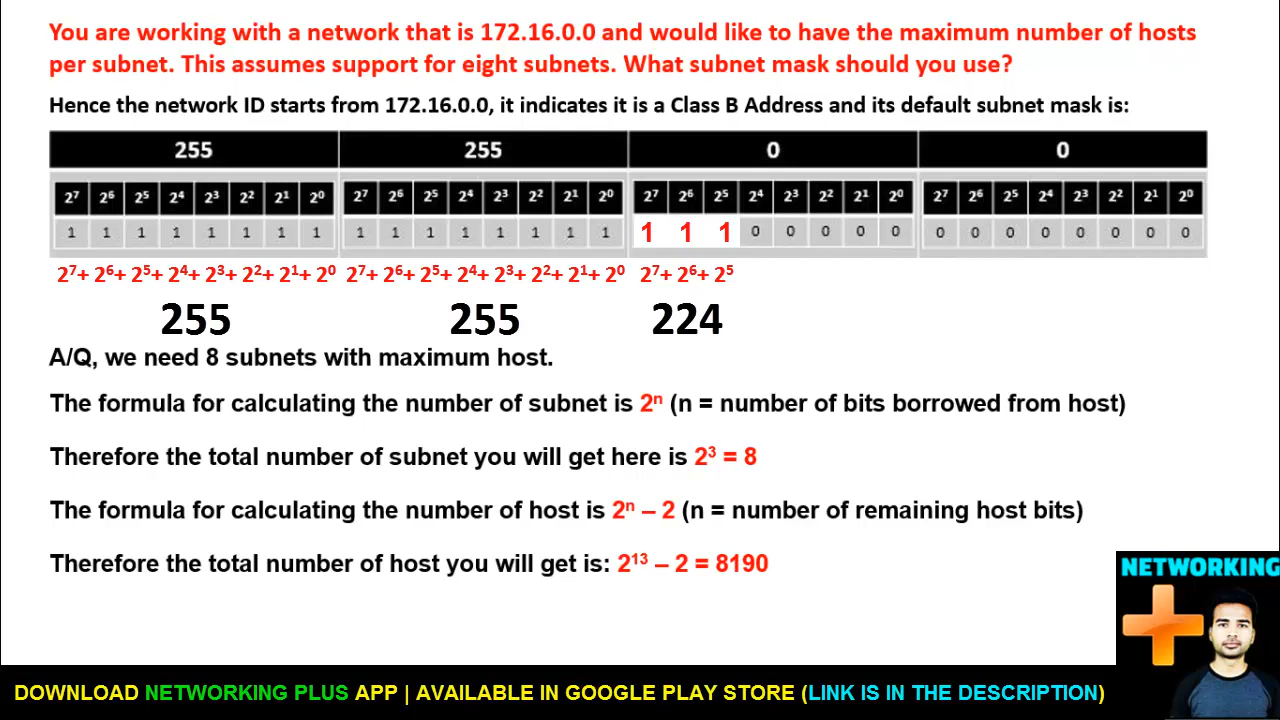 You are working with a network that is 172.16.0.0 and would like to have the maximum number of hosts
per subnet. This assumes support for eight subnets. What subnet mask should you use?
Hence the network ID starts from 172.16.0.0, it indicates it is a Class B Address and its default subnet mask is:
255 255 0 0
2⁷ 2⁶ 2⁵ 2⁴ 2³ 2² 2¹ 2⁰ 2⁷ 2⁶ 2⁵ 2⁴ 2³ 2² 2¹ 2⁰ 2⁷ 2⁶ 2⁵ 2⁴ 2³ 2² 2¹ 2⁰ 2⁷ 2⁶ 2⁵ 2⁴ 2³ 2² 2¹ 2⁰
1 1 1 1 1 1 1 1 1 1 1 1 1 1 1 1 1 1 1 0 0 0 0 0 0 0 0 0 0 0 0 0
2⁷+ 2⁶+ 2⁵+ 2⁴+ 2³+ 2²+ 2¹+ 2⁰ 2⁷+ 2⁶+ 2⁵+ 2⁴+ 2³+ 2²+ 2¹+ 2⁰ 2⁷+ 2⁶+ 2⁵
255 255 224
A/Q, we need 8 subnets with maximum host.
The formula for calculating the number of subnet is 2ⁿ (n = number of bits borrowed from host)
Therefore the total number of subnet you will get here is 2³ = 8
The formula for calculating the number of host is 2ⁿ – 2 (n = number of remaining host bits)
Therefore the total number of host you will get is: 2¹³ – 2 = 8190
NETWORKING
DOWNLOAD NETWORKING PLUS APP | AVAILABLE IN GOOGLE PLAY STORE (LINK IS IN THE DESCRIPTION)